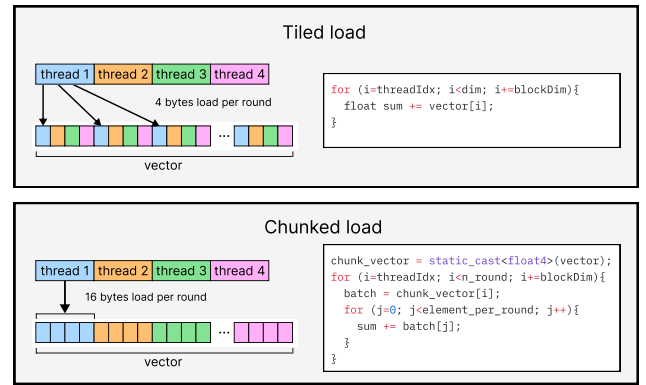 Tiled load
thread 1 thread 2 thread 3 thread 4
4 bytes load per round
...
vector
for (i=threadIdx; i<dim; i+=blockDim){
  float sum += vector[i];
}
Chunked load
thread 1 thread 2 thread 3 thread 4
16 bytes load per round
...
vector
chunk_vector = static_cast<float4>(vector);
for (i=threadIdx; i<n_round; i+=blockDim){
  batch = chunk_vector[i];
  for (j=0; j<element_per_round; j++){
    sum += batch[j];
  }
}